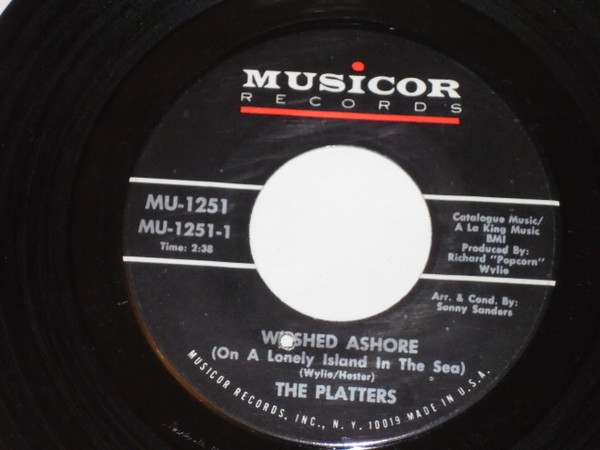 MUSICOR
RECORDS
MU-1251
MU-1251-1
Time: 2:38
Catalogue Music/
A La King Music
BMI
Produced By:
Richard "Popcorn"
Wylie
Arr. & Cond. By:
Sonny Sanders
WASHED ASHORE
(On A Lonely Island In The Sea)
(Wylie/Hester)
THE PLATTERS
MUSICOR RECORDS, INC., N. Y. 10019 MADE IN U.S.A.